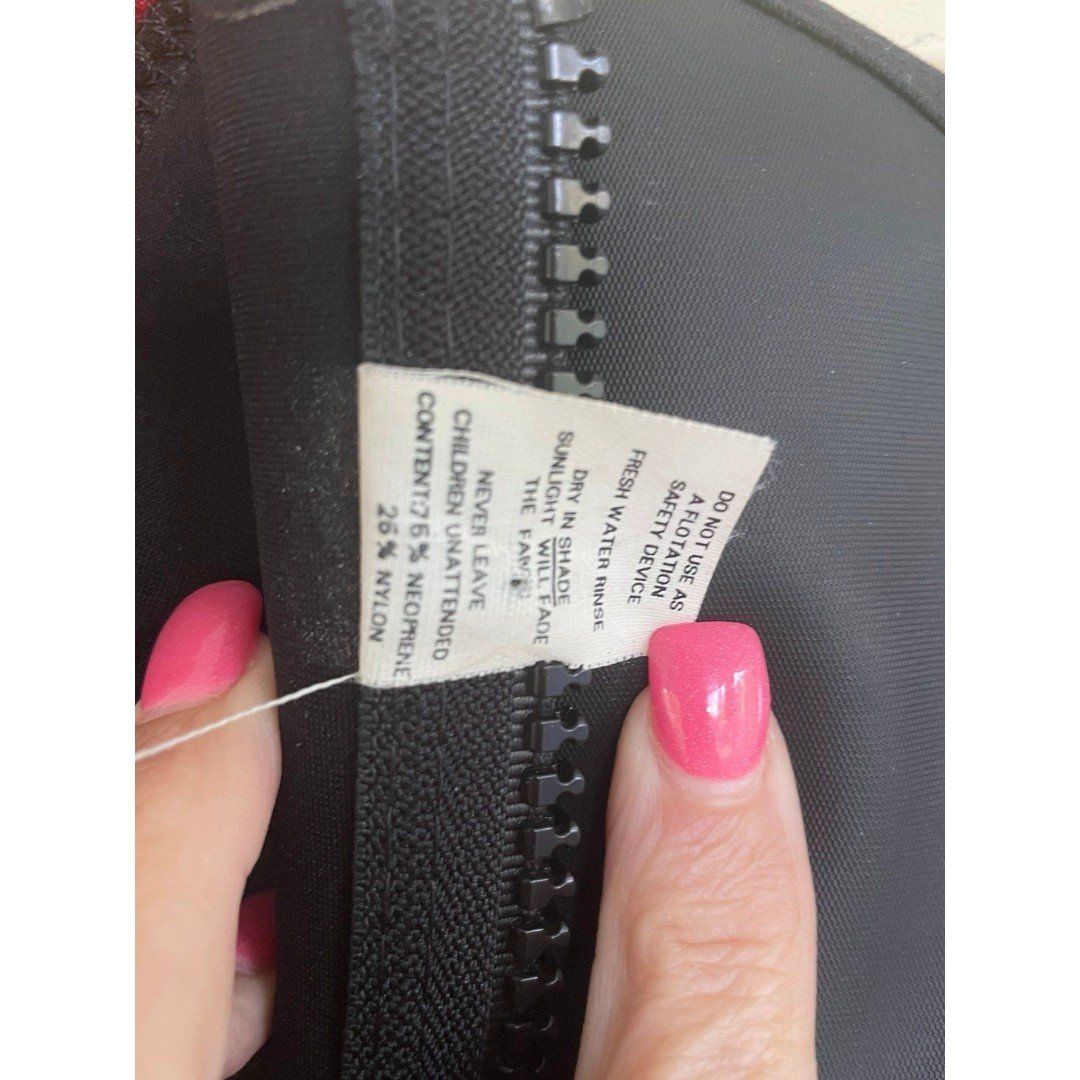 DO NOT USE AS
A FLOTATION
SAFETY DEVICE
FRESH WATER RINSE
DRY IN SHADE
SUNLIGHT WILL FADE
THE FABRIC
NEVER LEAVE
CHILDREN UNATTENDED
CONTENT:75% NEOPRENE
25% NYLON